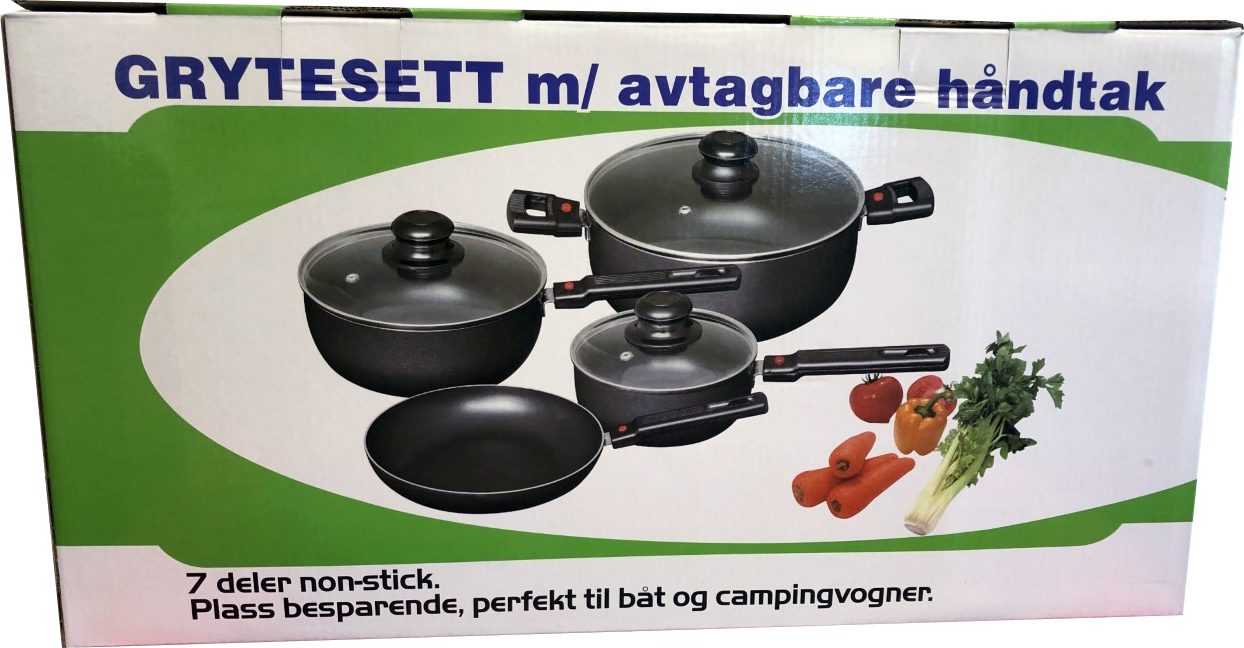 GRYTESETT m/ avtagbare håndtak
7 deler non-stick.
Plass besparende, perfekt til båt og campingvogner.